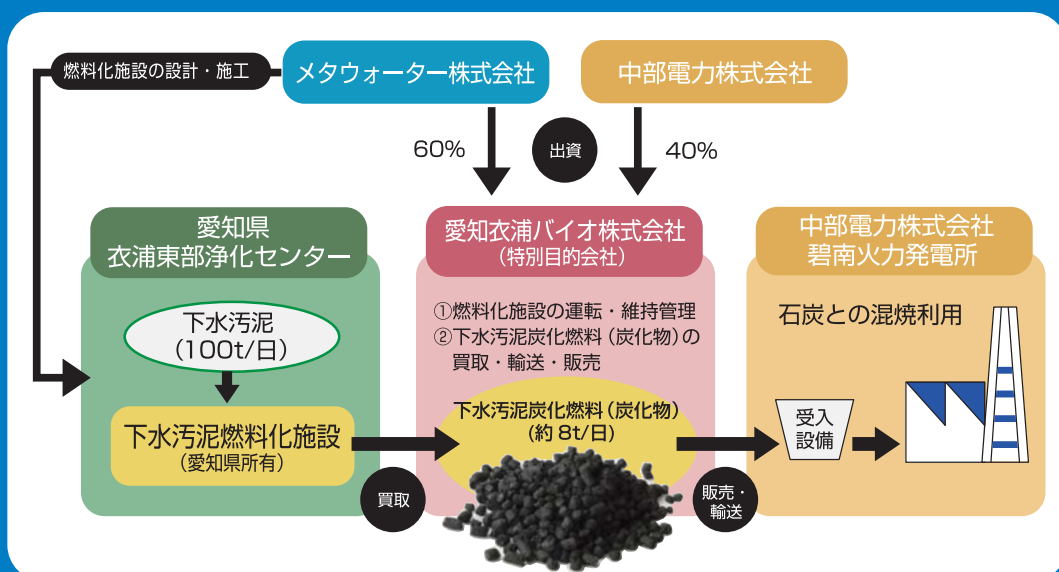 燃料化施設の設計・施工
メタウォーター株式会社
中部電力株式会社
60%
出資
40%
愛知県
衣浦東部浄化センター
下水汚泥
(100t/日)
下水汚泥燃料化施設
(愛知県所有)
買取
愛知衣浦バイオ株式会社
(特別目的会社)
①燃料化施設の運転・維持管理
②下水汚泥炭化燃料(炭化物)の
買取・輸送・販売
下水汚泥炭化燃料(炭化物)
(約8t/日)
販売・
輸送
中部電力株式会社
碧南火力発電所
石炭との混焼利用
受入
設備